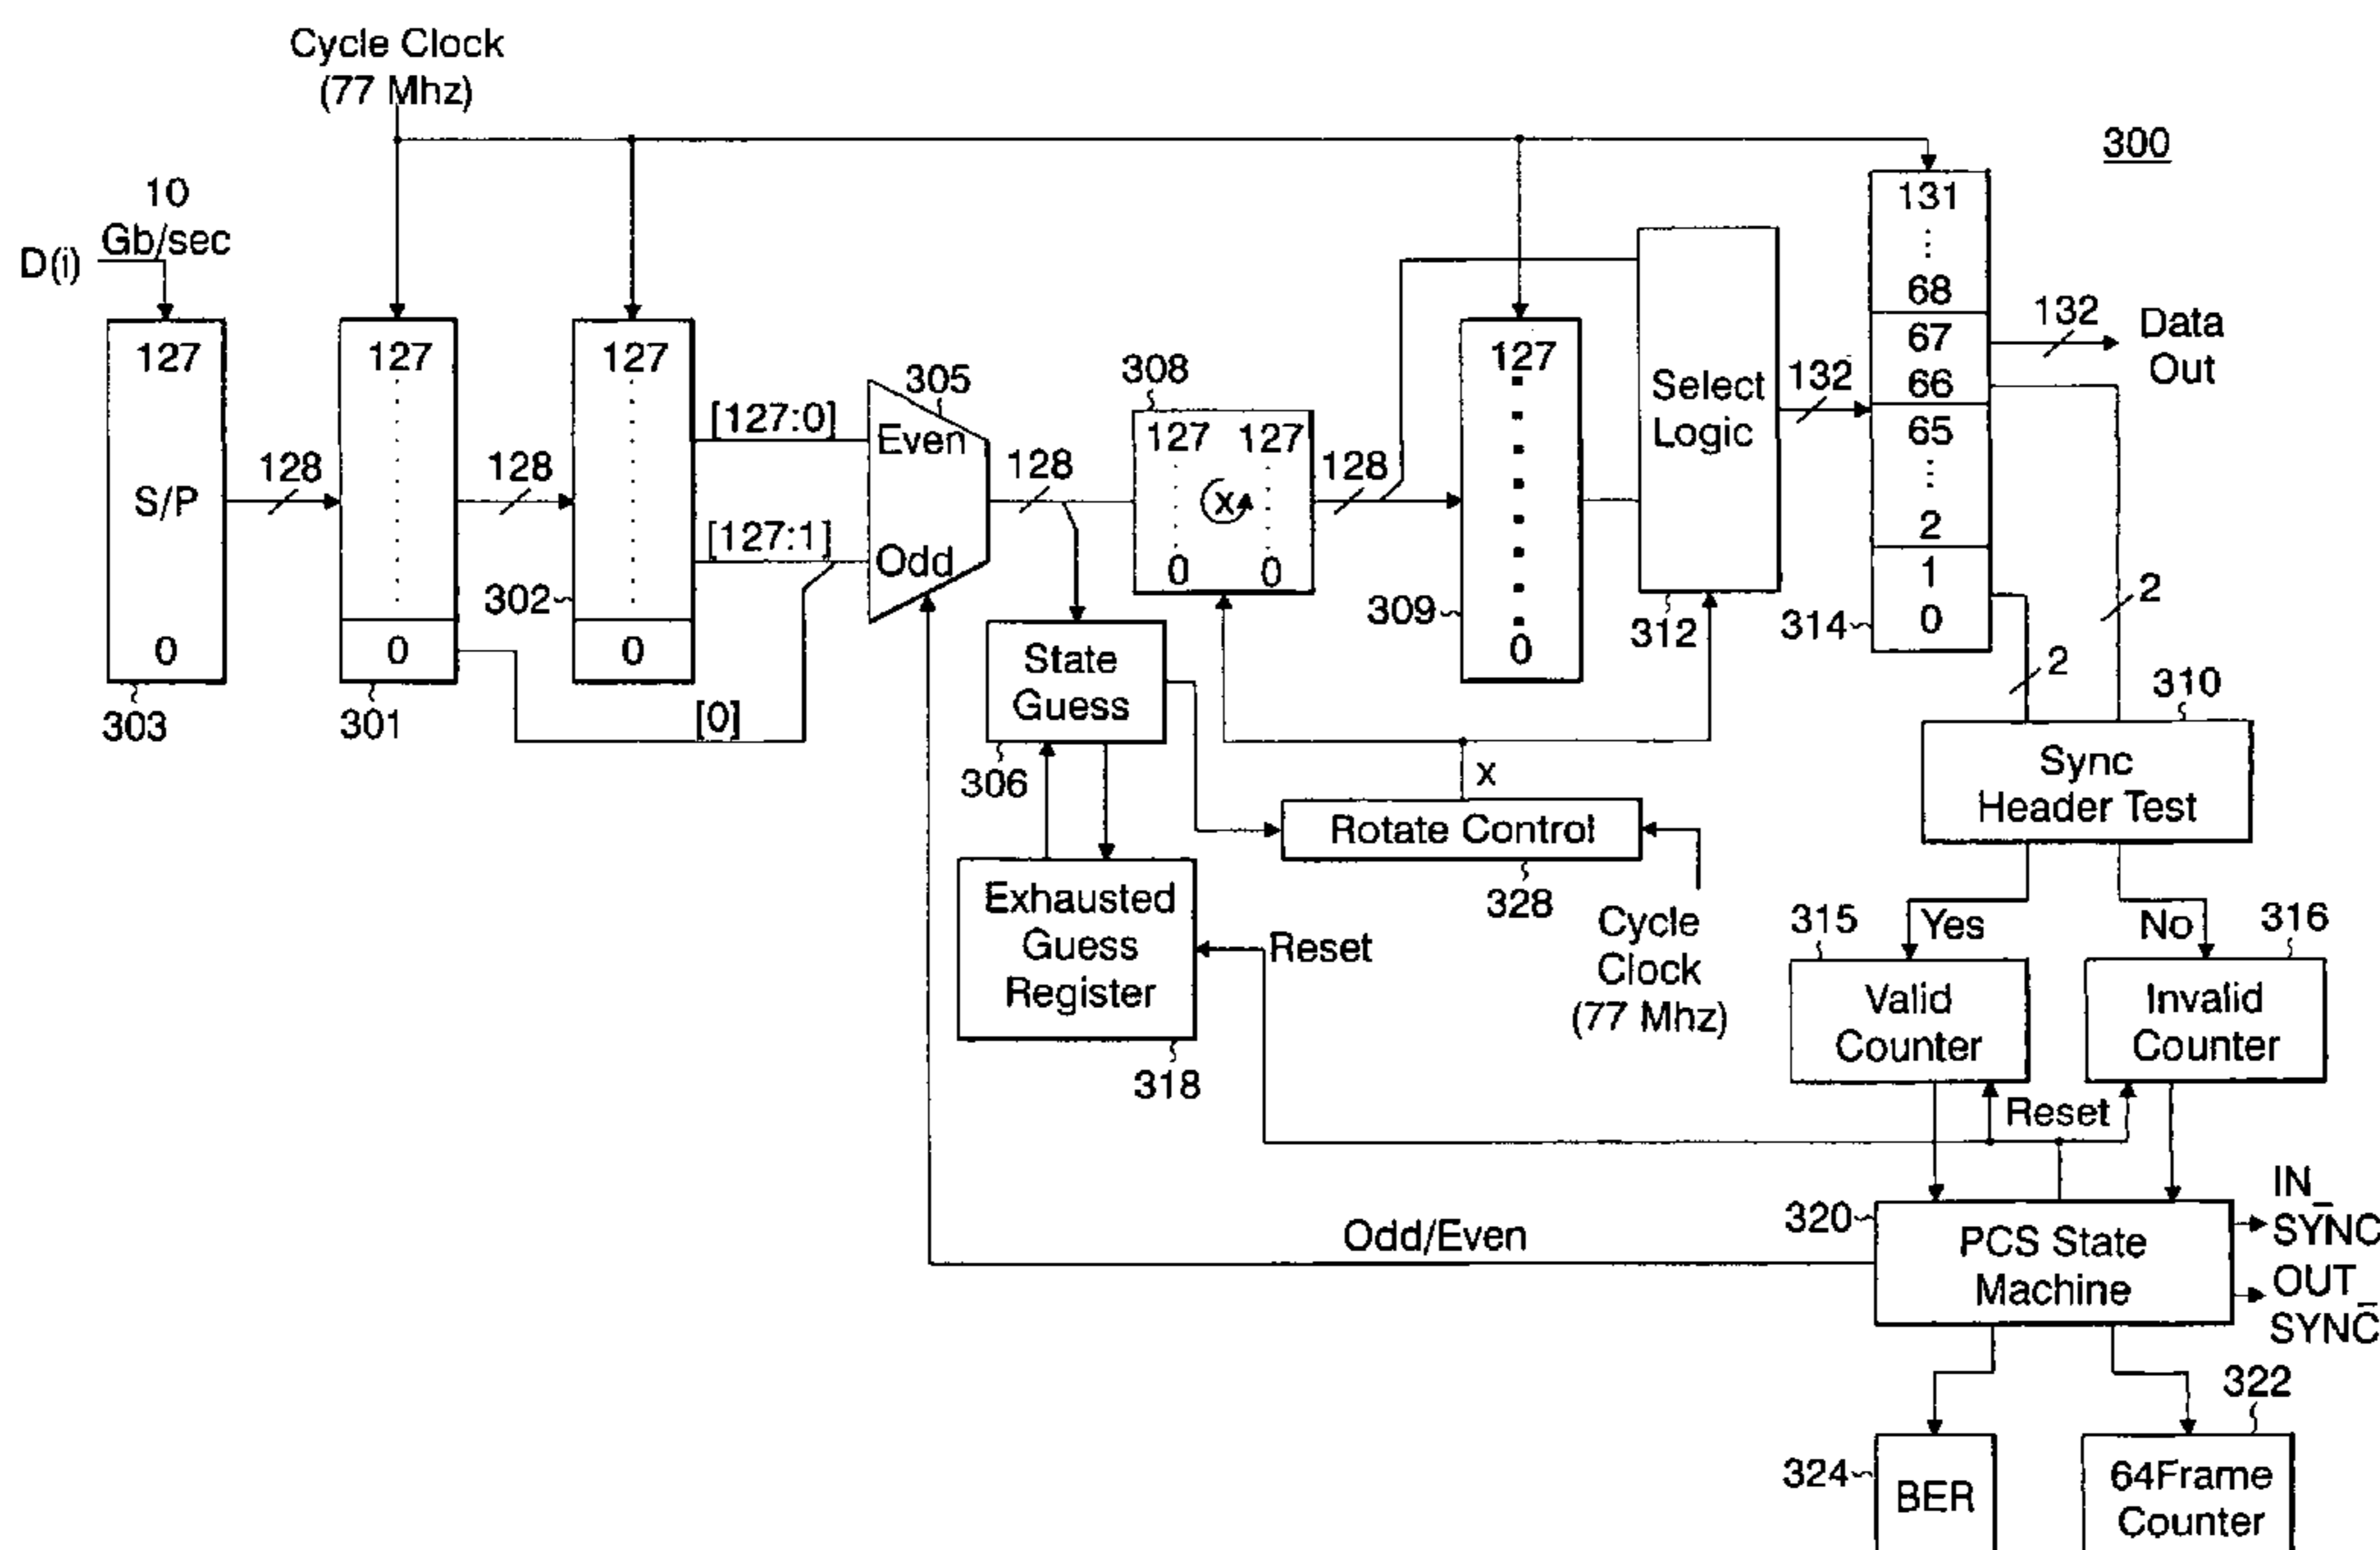 Cycle Clock
(77 Mhz)
300
10
Gb/sec
D(i)
127
S/P
0
303
128
127
0
301
128
127
0
302
[127:0]
[127:1]
[0]
305
Even
Odd
128
308
127 127
x
0 0
128
127
0
309
Select
Logic
312
132
131
68
67
66
65
2
1
0
314
132
Data
Out
2
2
310
Sync
Header Test
State
Guess
306
x
Rotate Control
328
Cycle
Clock
(77 Mhz)
Exhausted
Guess
Register
318
Reset
315
Yes
No
316
Valid
Counter
Invalid
Counter
Reset
Odd/Even
320
PCS State
Machine
IN_
SYNC
OUT_
SYNC
322
324
BER
64Frame
Counter